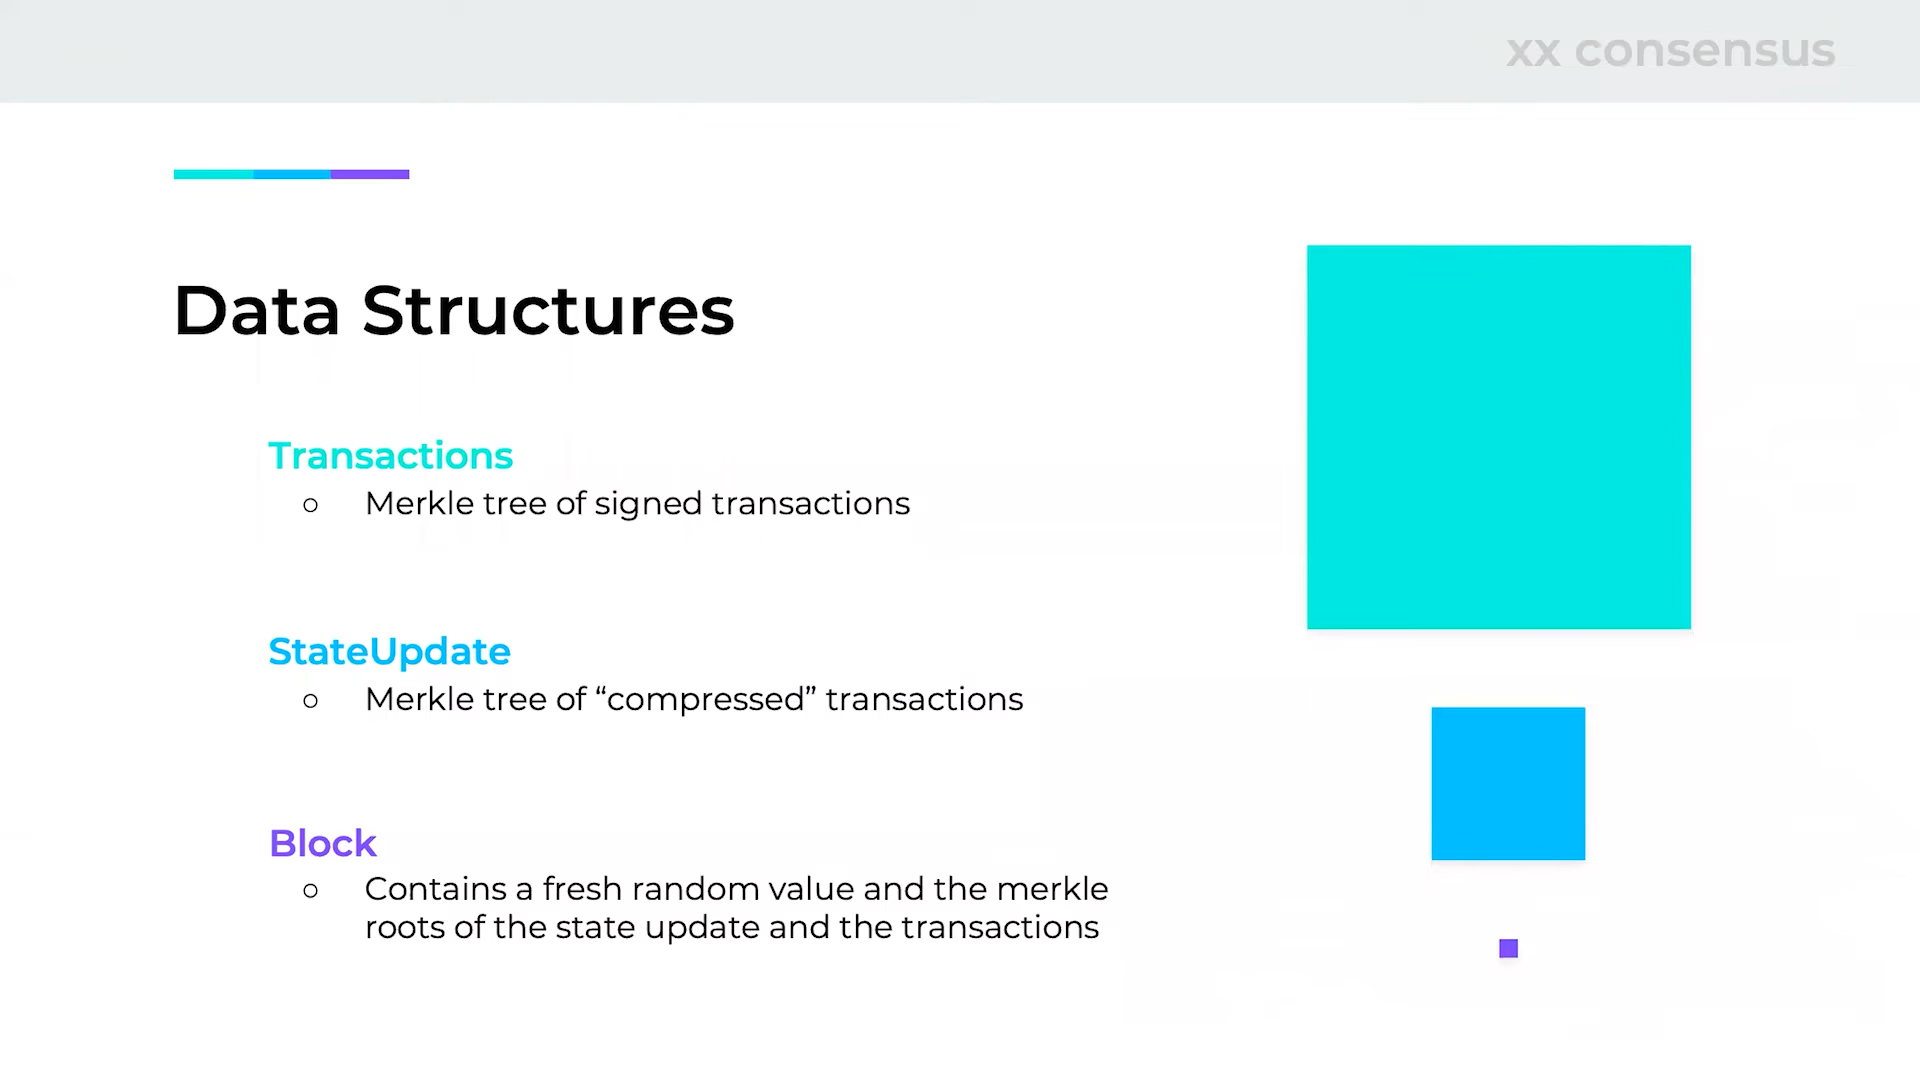 xx consensus
Data Structures
Transactions
○ Merkle tree of signed transactions
StateUpdate
○ Merkle tree of “compressed” transactions
Block
○ Contains a fresh random value and the merkle
roots of the state update and the transactions